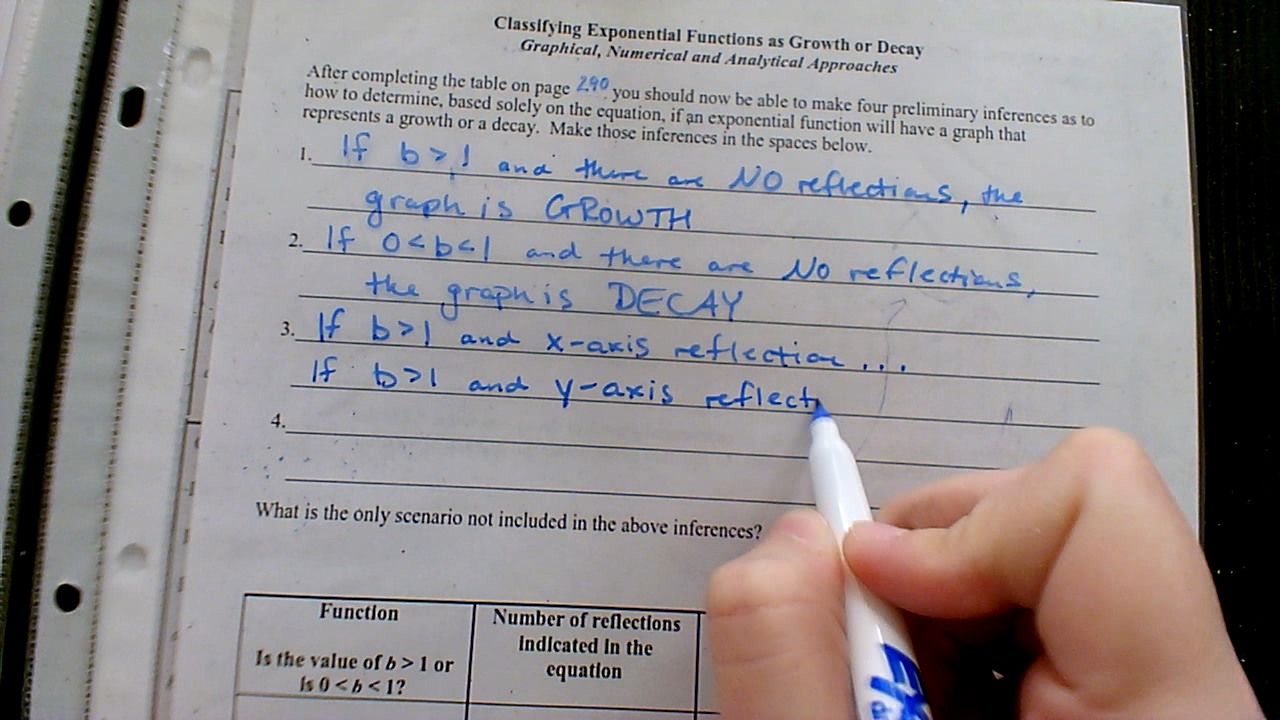 Classifying Exponential Functions as Growth or Decay
Graphical, Numerical and Analytical Approaches
After completing the table on page 290 you should now be able to make four preliminary inferences as to
how to determine, based solely on the equation, if an exponential function will have a graph that
represents a growth or a decay. Make those inferences in the spaces below.
1. If b > 1 and there are NO reflections, the
graph is GROWTH
2. If 0 < b < 1 and there are NO reflections,
the graph is DECAY
3. If b > 1 and x-axis reflection...
If b > 1 and y-axis reflect
4.
What is the only scenario not included in the above inferences?
Function
Is the value of b > 1 or
is 0 < b < 1?
Number of reflections
indicated in the
equation